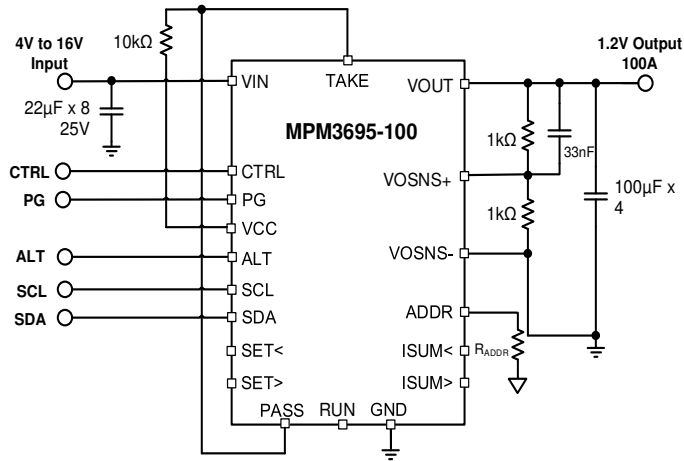 4V to 16V
Input
10kΩ
1.2V Output
100A
VIN
TAKE
VOUT
22µF x 8
25V
MPM3695-100
1kΩ
33nF
CTRL
CTRL
VOSNS+
PG
PG
1kΩ
100µF x
4
VCC
ALT
ALT
VOSNS-
SCL
SCL
ADDR
SDA
SDA
SET<
ISUM<
RADDR
SET>
ISUM>
PASS
RUN
GND